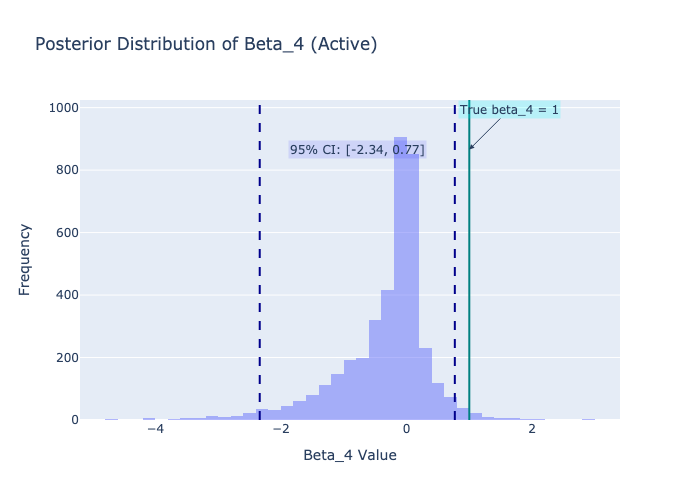 Posterior Distribution of Beta_4 (Active)
True beta_4 = 1
95% CI: [-2.34, 0.77]
1000
800
600
400
200
0
Frequency
−4
−2
0
2
Beta_4 Value